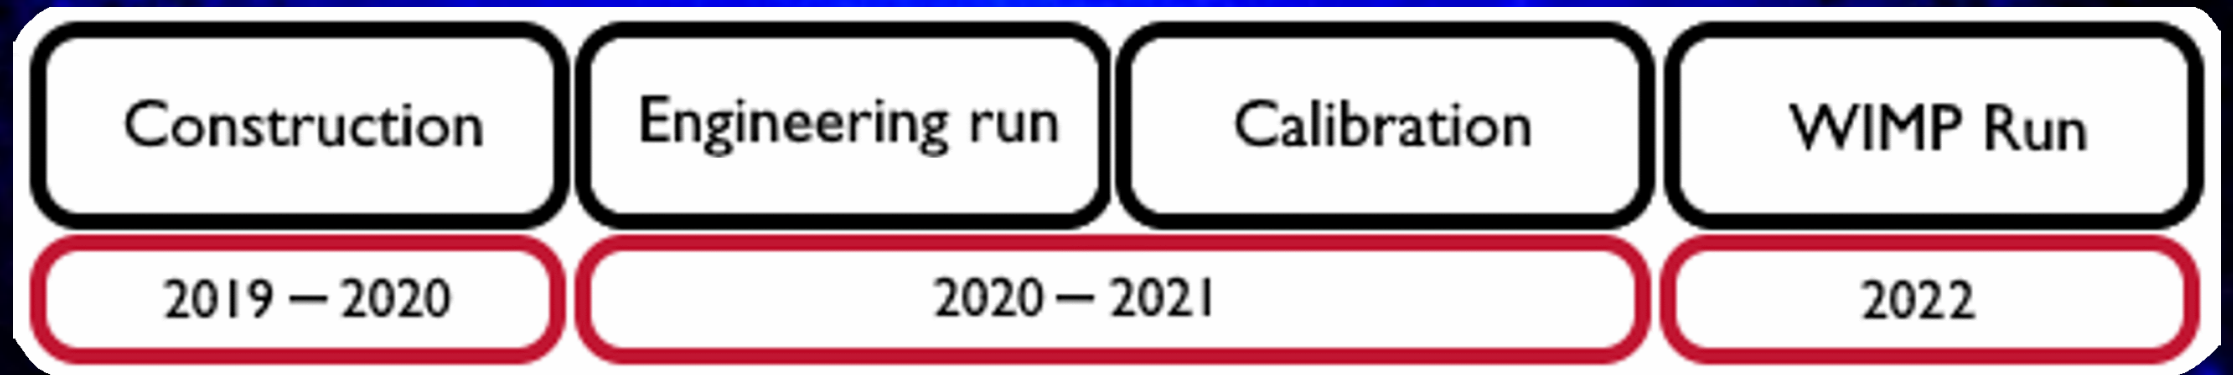 Construction
Engineering run
Calibration
WIMP Run
2019 – 2020
2020 – 2021
2022